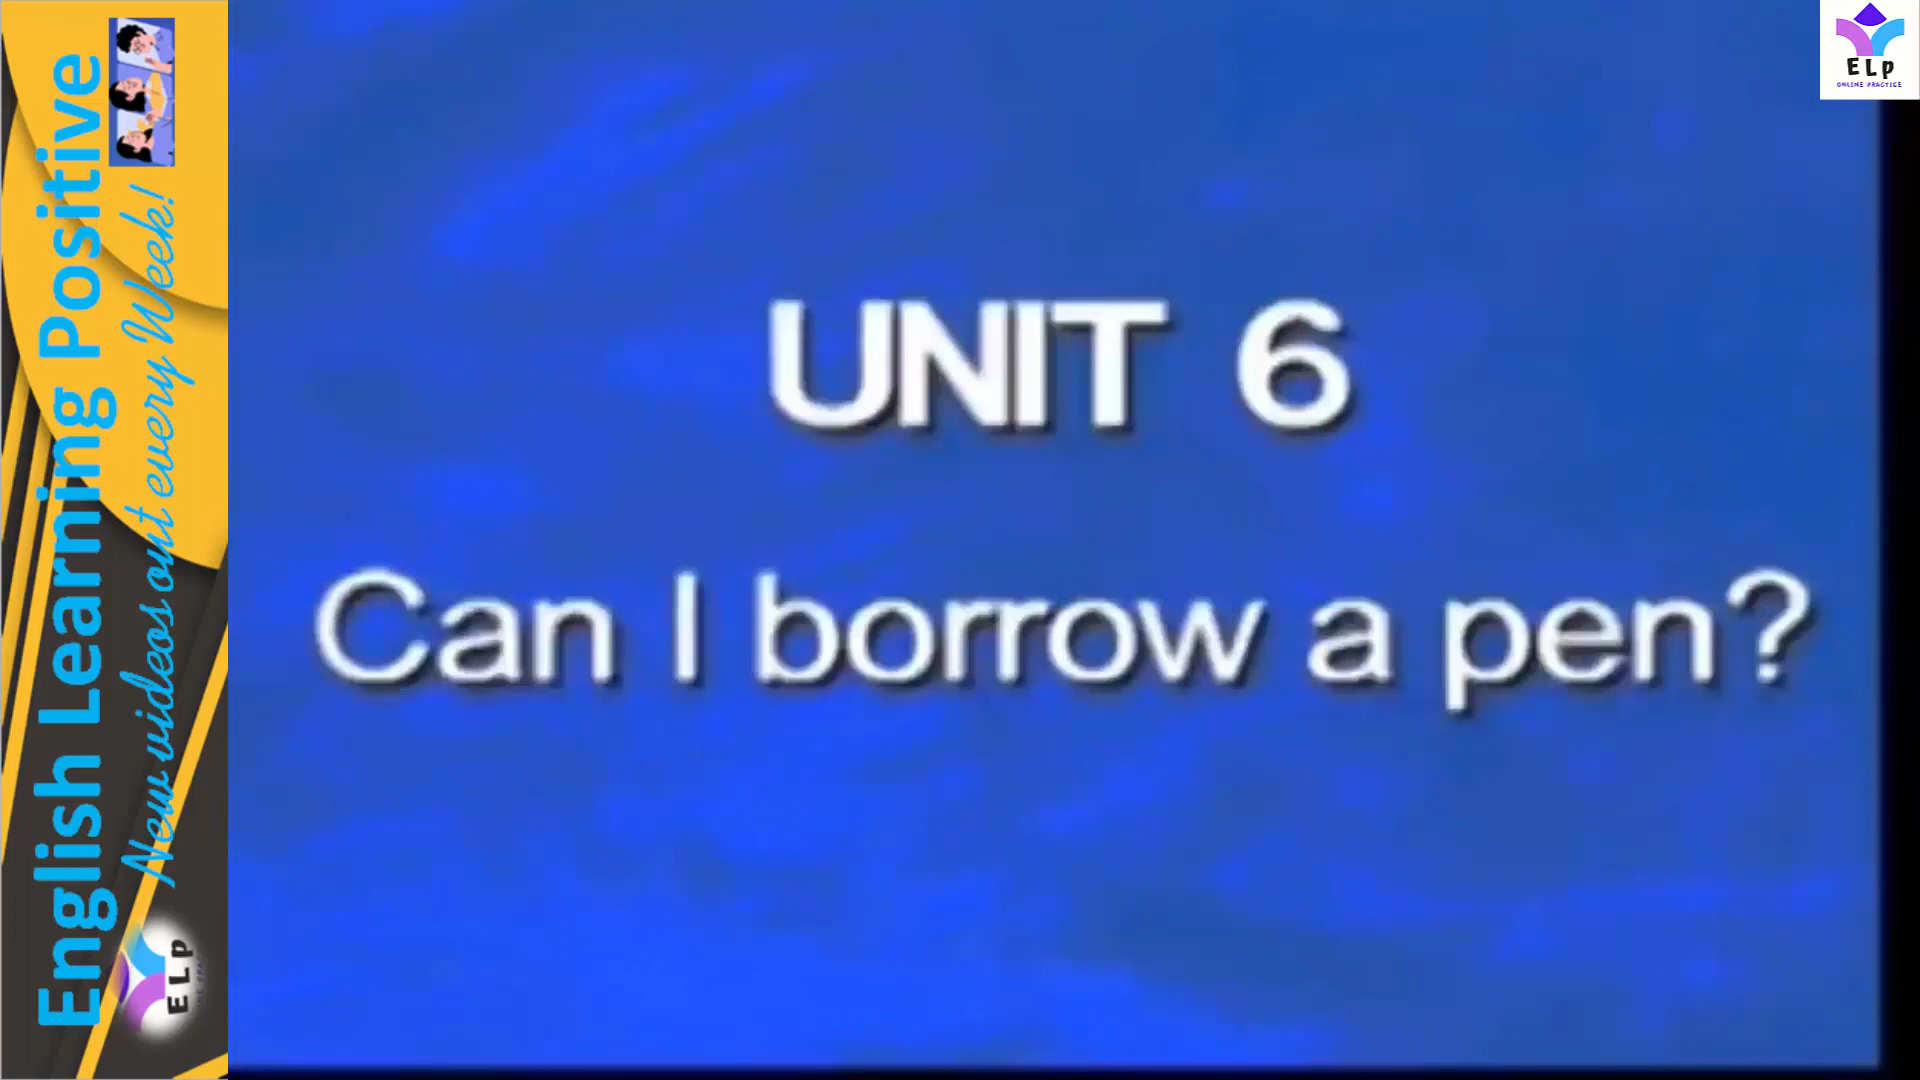 English Learning Positive
New videos out every Week!
ELP
UNIT 6
Can I borrow a pen?
ELP
ONLINE PRACTICE